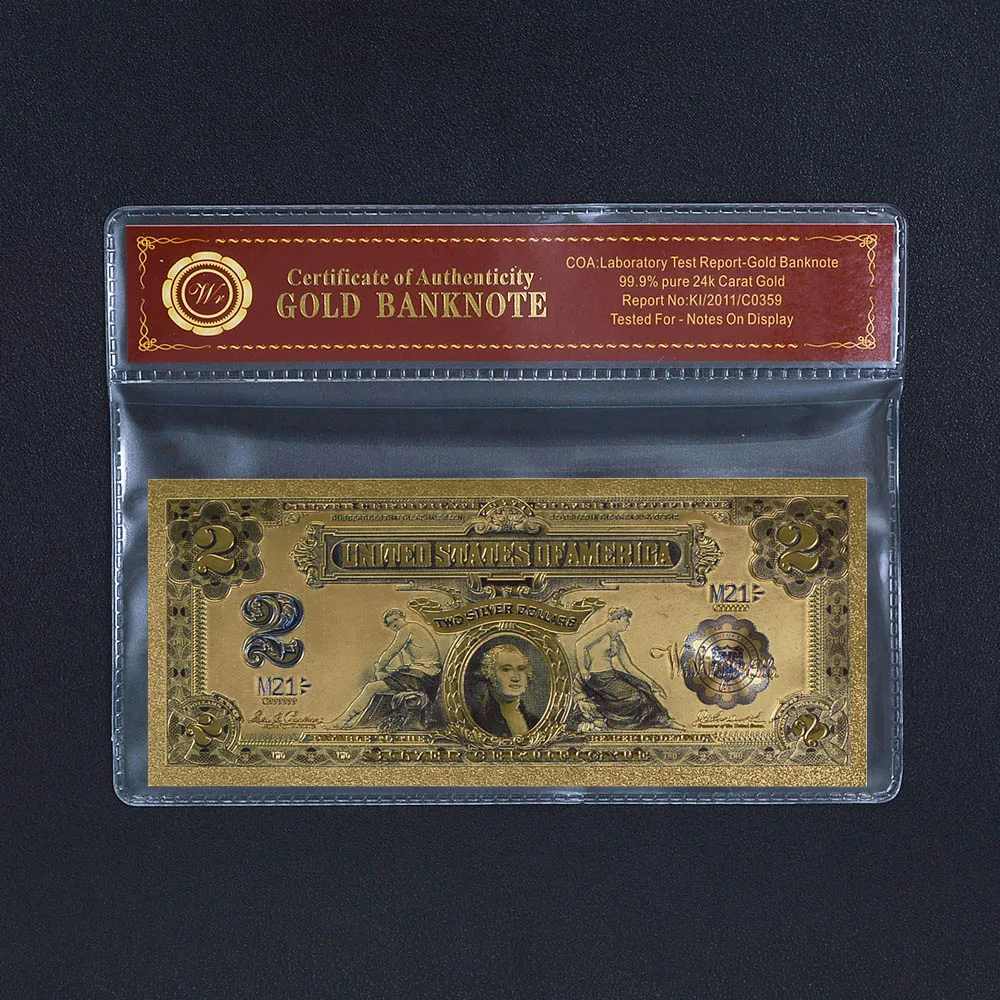 Wr
Certificate of Authenticity
GOLD BANKNOTE
COA:Laboratory Test Report-Gold Banknote
99.9% pure 24k Carat Gold
Report No:KI/2011/C0359
Tested For - Notes On Display
2
2
UNITED STATES OF AMERICA
M21
TWO SILVER DOLLARS
2
M21
2
2
SILVER CERTIFICATE